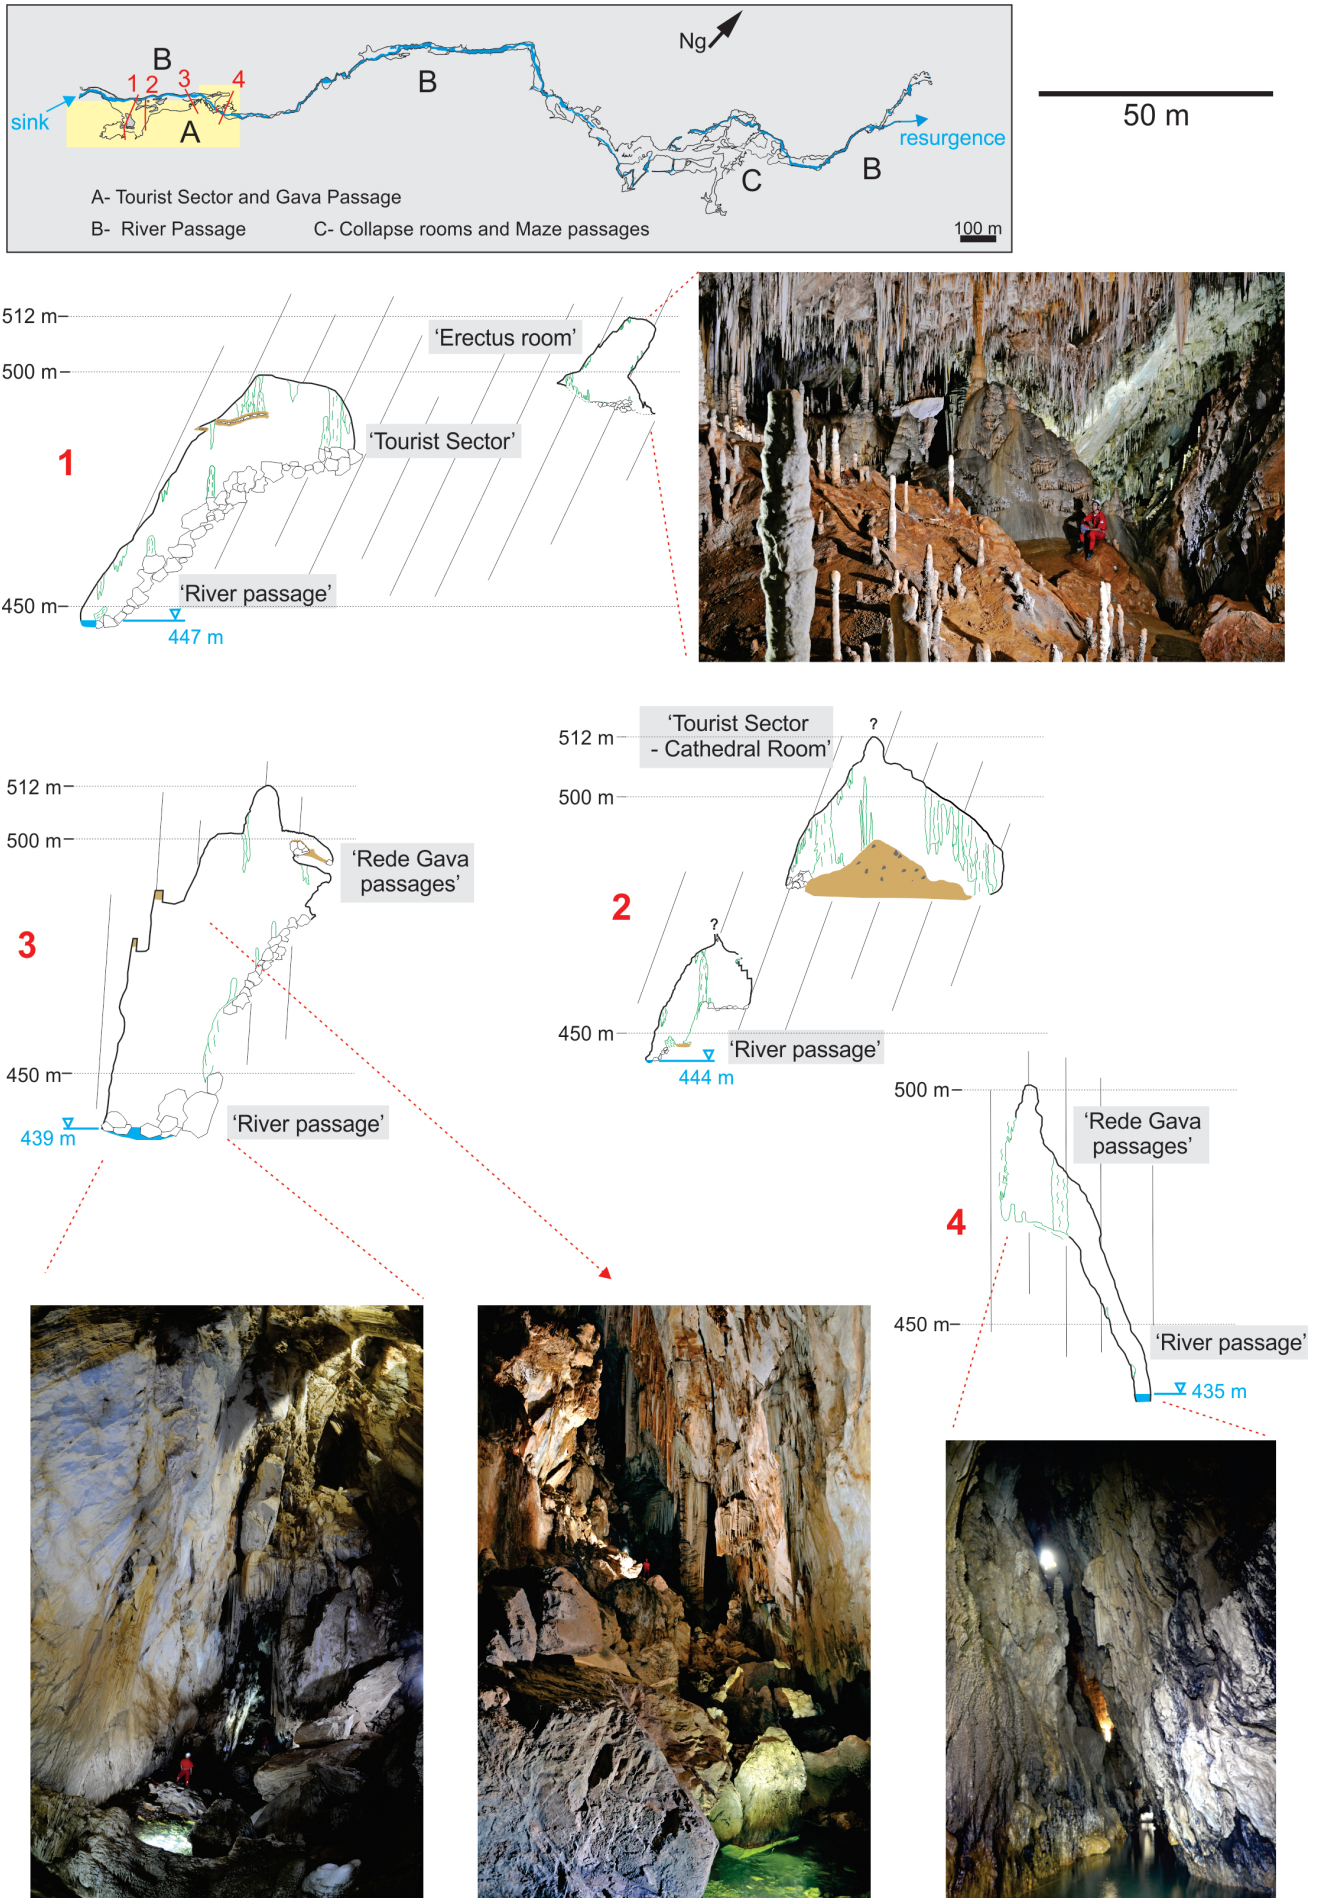 Ng
B
1 2 3 4
B
sink
A
resurgence
C
B
50 m
A- Tourist Sector and Gava Passage
B- River Passage
C- Collapse rooms and Maze passages
100 m
512 m
'Erectus room'
500 m
'Tourist Sector'
1
'River passage'
450 m
447 m
'Tourist Sector
- Cathedral Room'
?
512 m
500 m
2
?
450 m
'River passage'
444 m
512 m
500 m
'Rede Gava
passages'
3
450 m
'River passage'
439 m
500 m
'Rede Gava
passages'
4
450 m
'River passage'
435 m